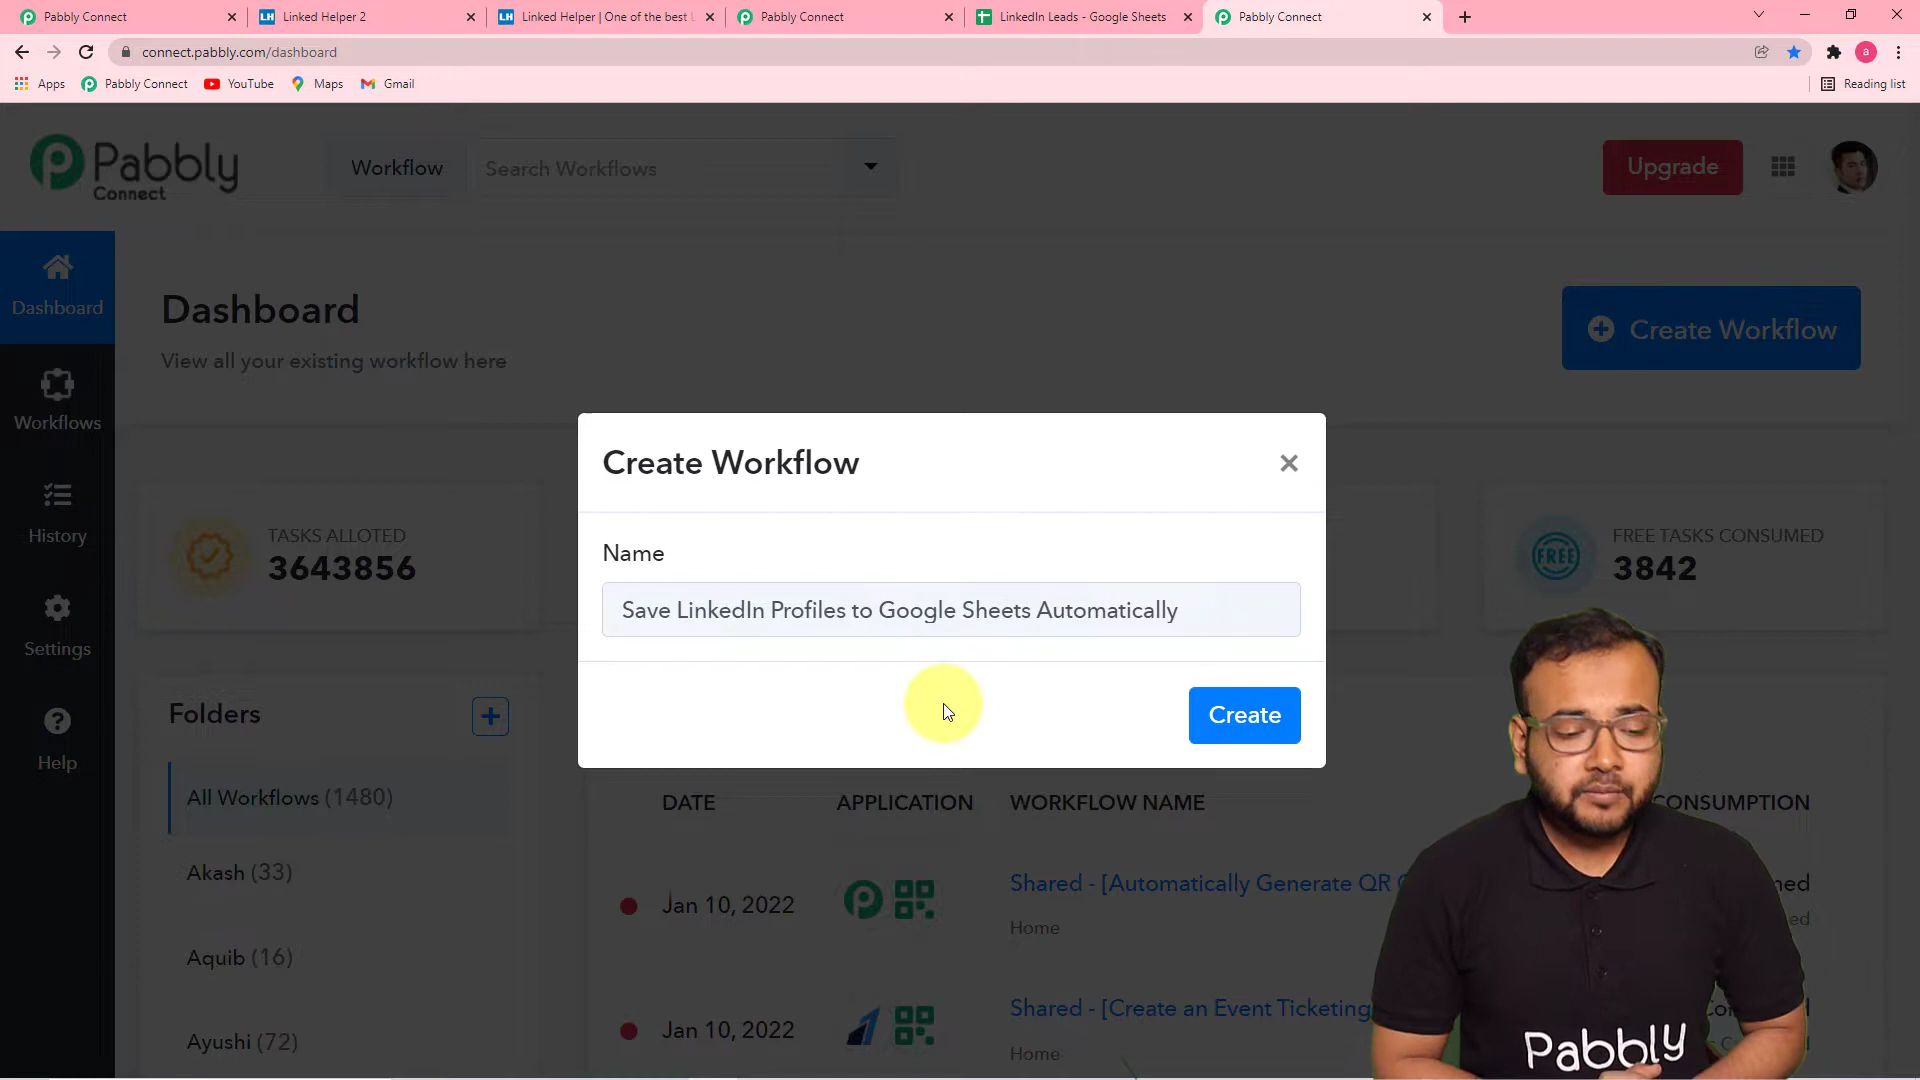 Pabbly Connect
Linked Helper 2
Linked Helper | One of the best
Pabbly Connect
LinkedIn Leads - Google Sheets
Pabbly Connect
connect.pabbly.com/dashboard
a
Apps
Pabbly Connect
YouTube
Maps
Gmail
Reading list
Pabbly
Connect
Workflow
Search Workflows
Upgrade
Dashboard
Workflows
History
Settings
Help
Dashboard
View all your existing workflow here
Create Workflow
Create Workflow
Name
Save LinkedIn Profiles to Google Sheets Automatically
Create
TASKS ALLOTED
3643856
FREE
FREE TASKS CONSUMED
3842
Folders
All Workflows (1480)
Akash (33)
Aquib (16)
Ayushi (72)
DATE
APPLICATION
WORKFLOW NAME
CONSUMPTION
Jan 10, 2022
Shared - [Automatically Generate QR
Home
Jan 10, 2022
Shared - [Create an Event Ticketing
Home
Pabbly